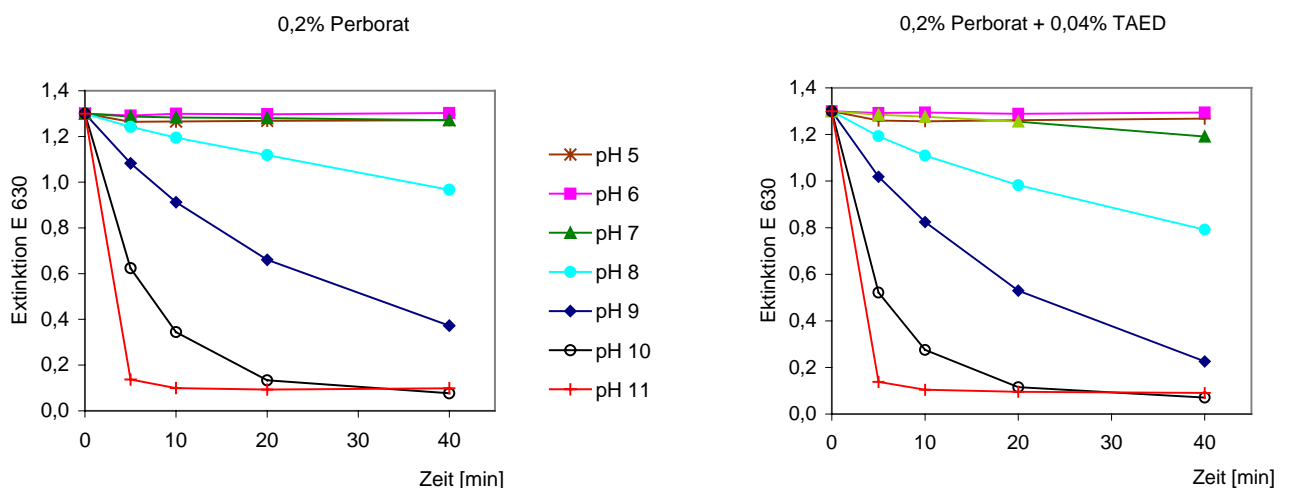 0,2% Perborat
Extinktion E 630
1,4
1,2
1,0
0,8
0,6
0,4
0,2
0,0
0
10
20
30
40
Zeit [min]
pH 5
pH 6
pH 7
pH 8
pH 9
pH 10
pH 11
0,2% Perborat + 0,04% TAED
Ektinktion E 630
1,4
1,2
1,0
0,8
0,6
0,4
0,2
0,0
0
10
20
30
40
Zeit [min]